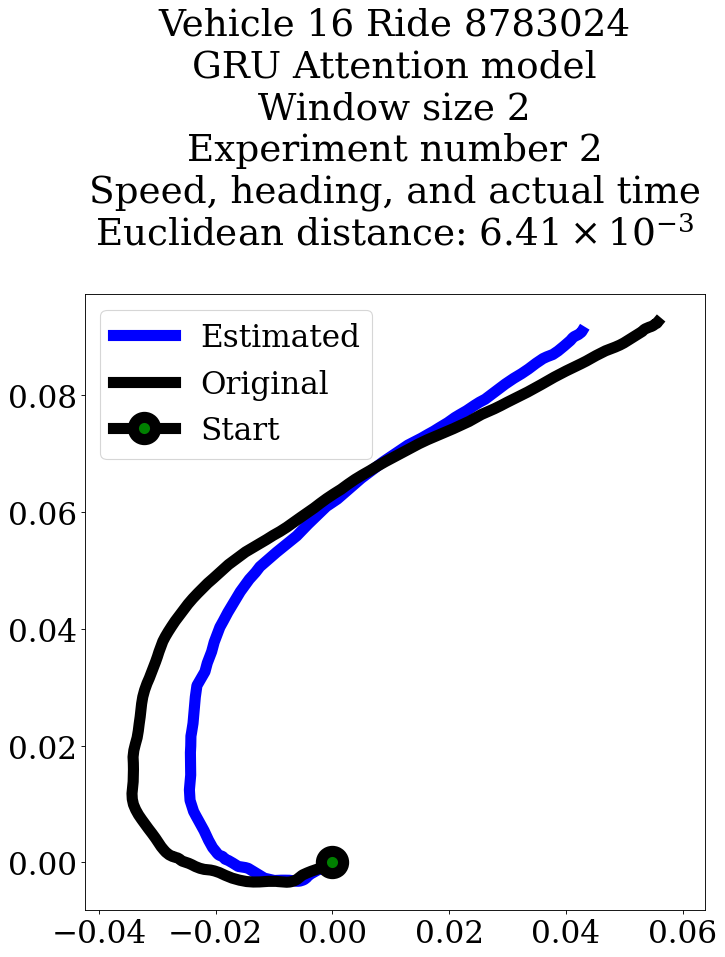 Vehicle 16 Ride 8783024
GRU Attention model
Window size 2
Experiment number 2
Speed, heading, and actual time
Euclidean distance: 6.41 × 10⁻³
Estimated
Original
Start
0.08
0.06
0.04
0.02
0.00
−0.04 −0.02 0.00 0.02 0.04 0.06